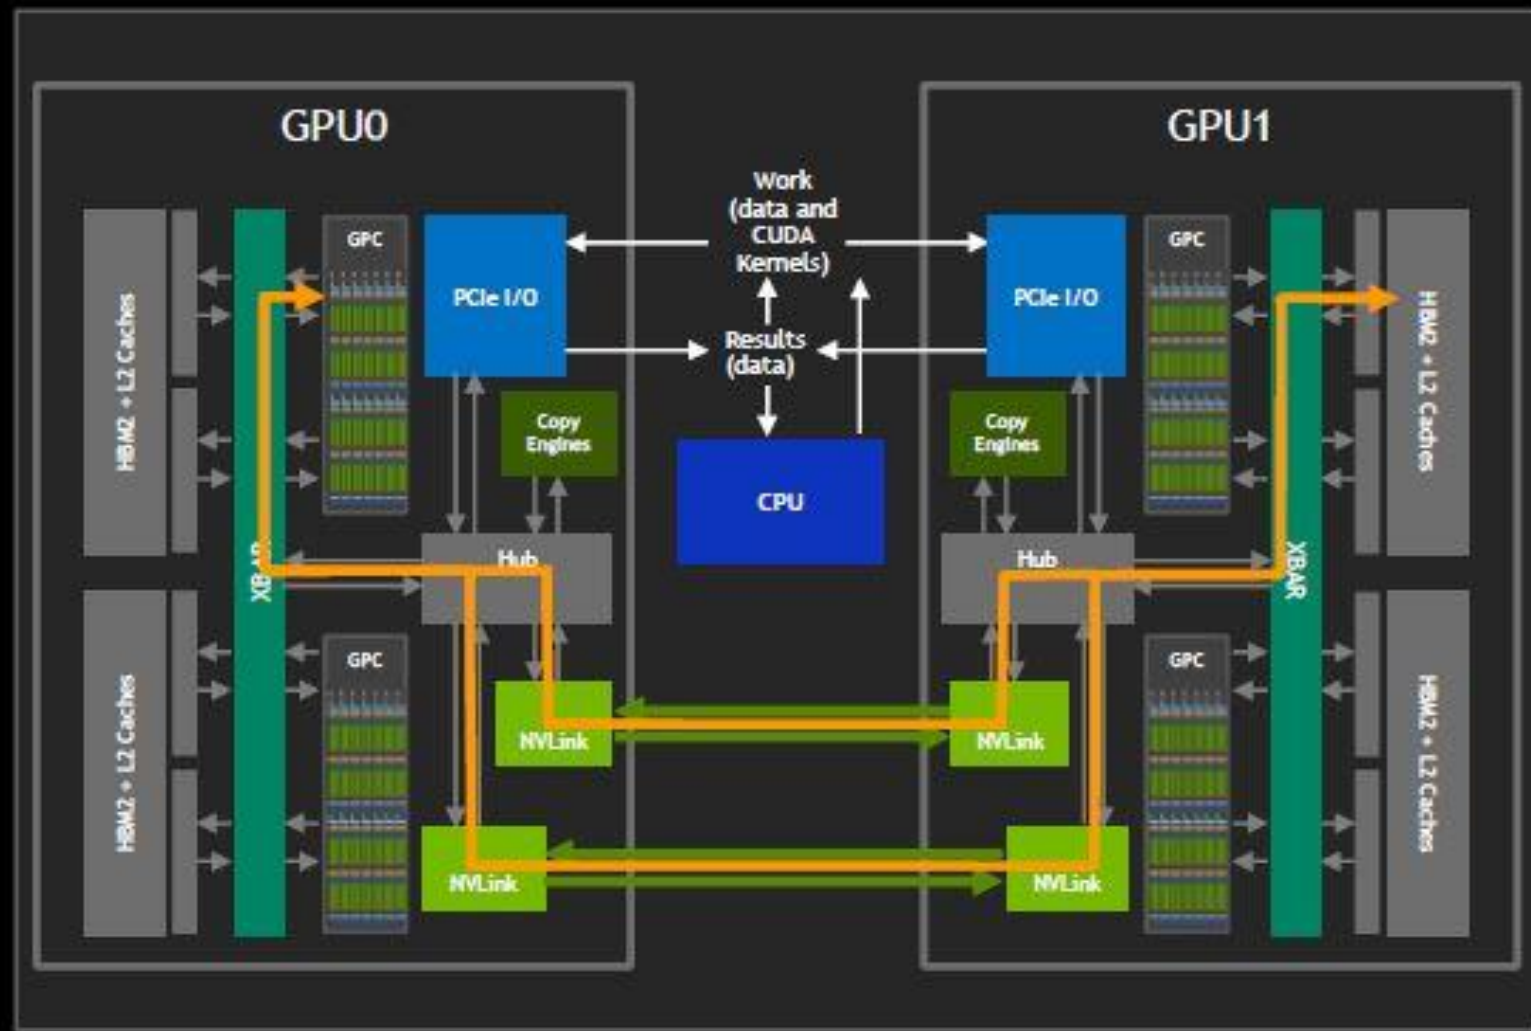 GPU0
GPU1
Work
(data and
CUDA
Kernels)
GPC
PCIe I/O
PCIe I/O
GPC
HBM2 + L2 Caches
HBM2 + L2 Caches
Results
(data)
Copy
Engines
Copy
Engines
CPU
Hub
Hub
XBAR
XBAR
GPC
GPC
HBM2 + L2 Caches
HBM2 + L2 Caches
NVLink
NVLink
NVLink
NVLink